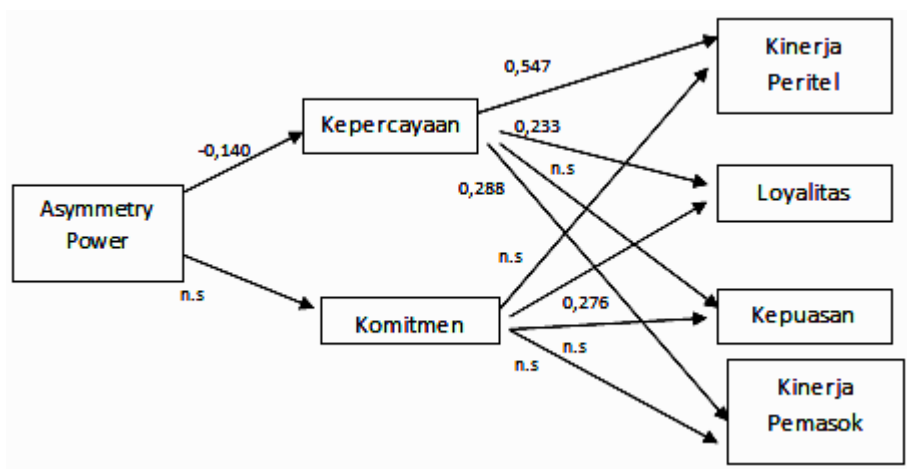 Kinerja
Peritel
0,547
Kepercayaan
0,233
-0,140
n.s
0,288
Loyalitas
Asymmetry
Power
n.s
n.s
0,276
Komitmen
Kepuasan
n.s
n.s
Kinerja
Pemasok